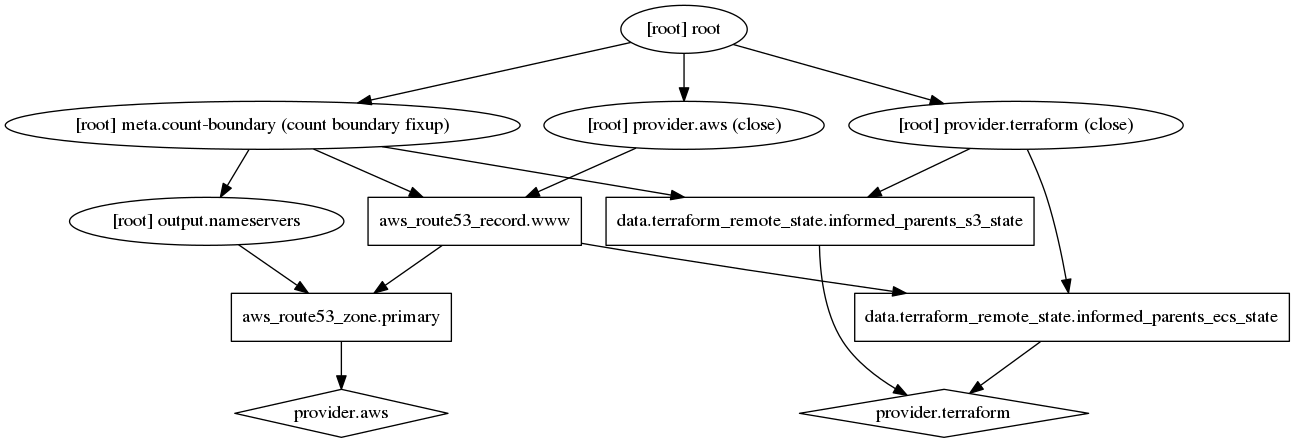 [root] root
[root] meta.count-boundary (count boundary fixup)
[root] provider.aws (close)
[root] provider.terraform (close)
[root] output.nameservers
aws_route53_record.www
data.terraform_remote_state.informed_parents_s3_state
aws_route53_zone.primary
data.terraform_remote_state.informed_parents_ecs_state
provider.aws
provider.terraform